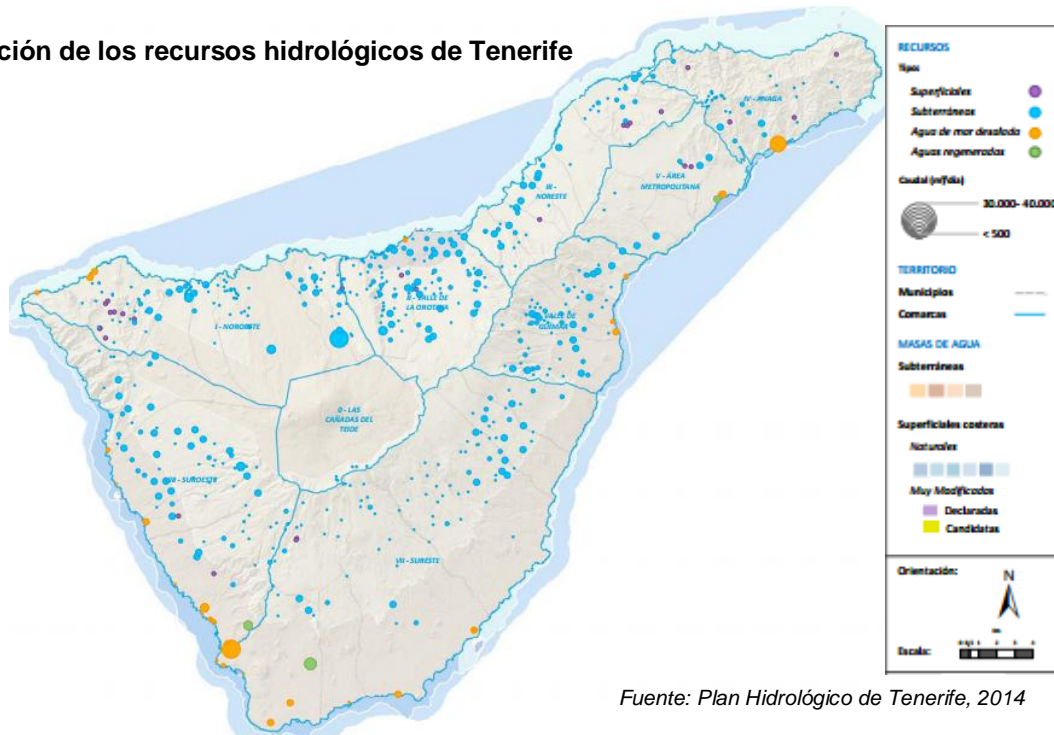 ción de los recursos hidrológicos de Tenerife
RECURSOS
Tipo:
Superficiales
Subterráneas
Agua de mar desalada
Aguas regeneradas
Caudal (m³/día)
30.000- 40.000
< 500
TERRITORIO
Municipios
Comarcas
MASAS DE AGUA
Subterráneas
Superficiales costeras
Naturales
Muy Modificadas
Declaradas
Candidatas
Orientación:
N
Escala:
IV - ANAGA
V - ÁREA
METROPOLITANA
III -
NORESTE
II - VALLE DE
LA OROTAVA
I - NOROESTE
VALLE DE
GÜIMAR
0 - LAS
CAÑADAS DEL
TEIDE
SUROESTE
VII - SURESTE
Fuente: Plan Hidrológico de Tenerife, 2014